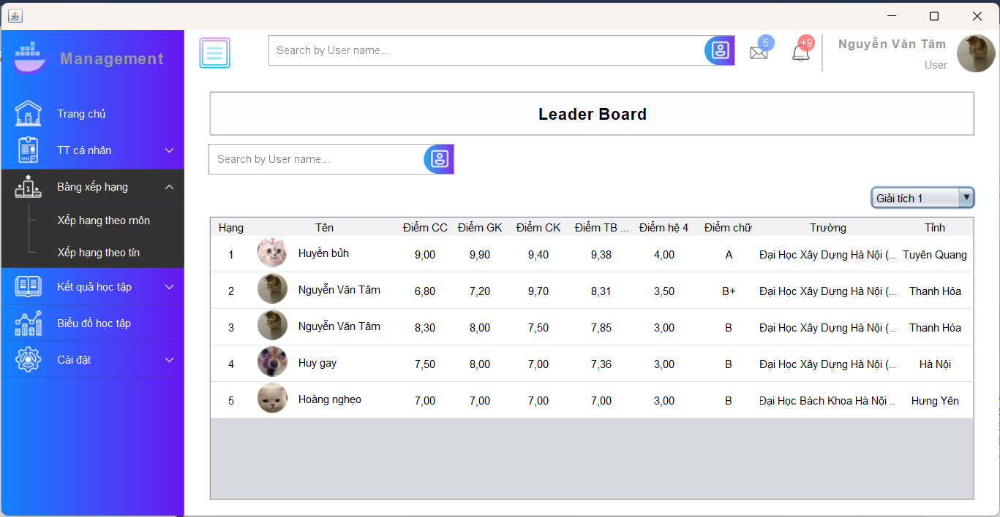 Management
Trang chủ
TT cá nhân
Bảng xếp hạng
Xếp hạng theo môn
Xếp hạng theo tín
Kết quả học tập
Biểu đồ học tập
Cài đặt
Search by User name...
5
+9
Nguyễn Văn Tâm
User
Leader Board
Search by User name...
Giải tích 1
Hạng Tên Điểm CC Điểm GK Điểm CK Điểm TB ... Điểm hệ 4 Điểm chữ Trường Tỉnh
1 Huyền bủh 9,00 9,90 9,40 9,38 4,00 A Đại Học Xây Dựng Hà Nội (... Tuyên Quang
2 Nguyễn Văn Tâm 6,80 7,20 9,70 8,31 3,50 B+ Đại Học Xây Dựng Hà Nội (... Thanh Hóa
3 Nguyễn Văn Tâm 8,30 8,00 7,50 7,85 3,00 B Đại Học Xây Dựng Hà Nội (... Thanh Hóa
4 Huy gay 7,50 8,00 7,00 7,36 3,00 B Đại Học Xây Dựng Hà Nội (... Hà Nội
5 Hoàng nghẹo 7,00 7,00 7,00 7,00 3,00 B Đại Học Bách Khoa Hà Nội .. Hưng Yên